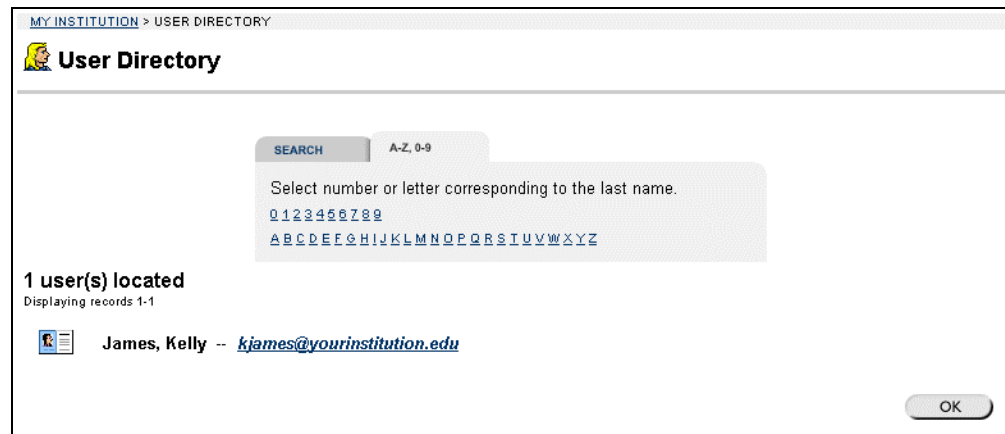 MY INSTITUTION > USER DIRECTORY
User Directory
SEARCH A-Z, 0-9
Select number or letter corresponding to the last name.
0 1 2 3 4 5 6 7 8 9
A B C D E F G H I J K L M N O P Q R S T U V W X Y Z
1 user(s) located
Displaying records 1-1
James, Kelly -- kjames@yourinstitution.edu
OK